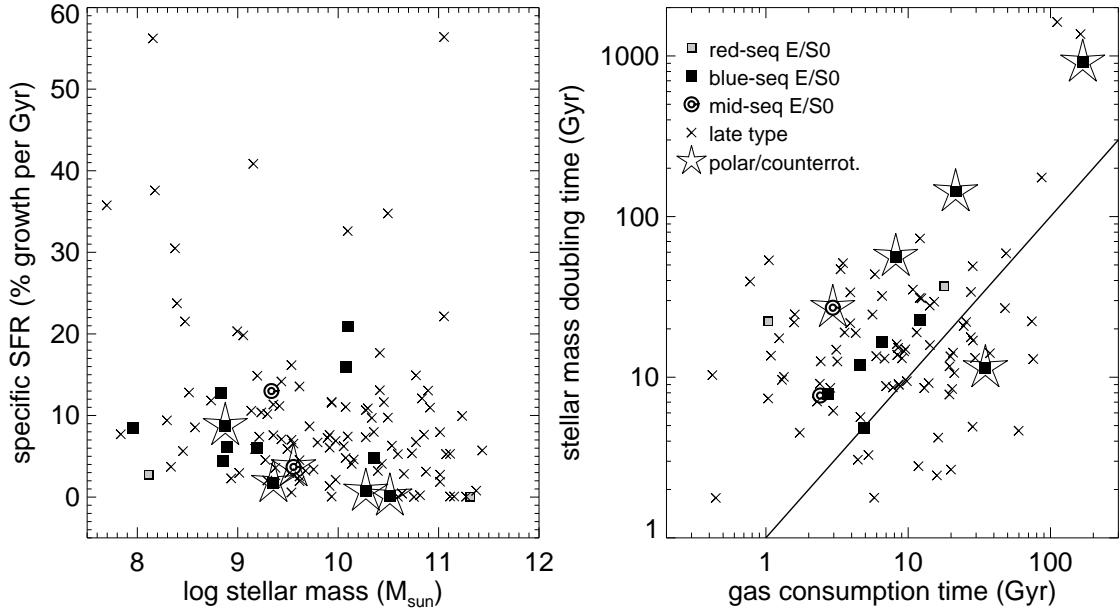 specific SFR (% growth per Gyr)
60
50
40
30
20
10
0
8
9
10
11
12
log stellar mass (M_sun)
stellar mass doubling time (Gyr)
1000
100
10
1
red-seq E/S0
blue-seq E/S0
mid-seq E/S0
late type
polar/counterrot.
1
10
100
gas consumption time (Gyr)